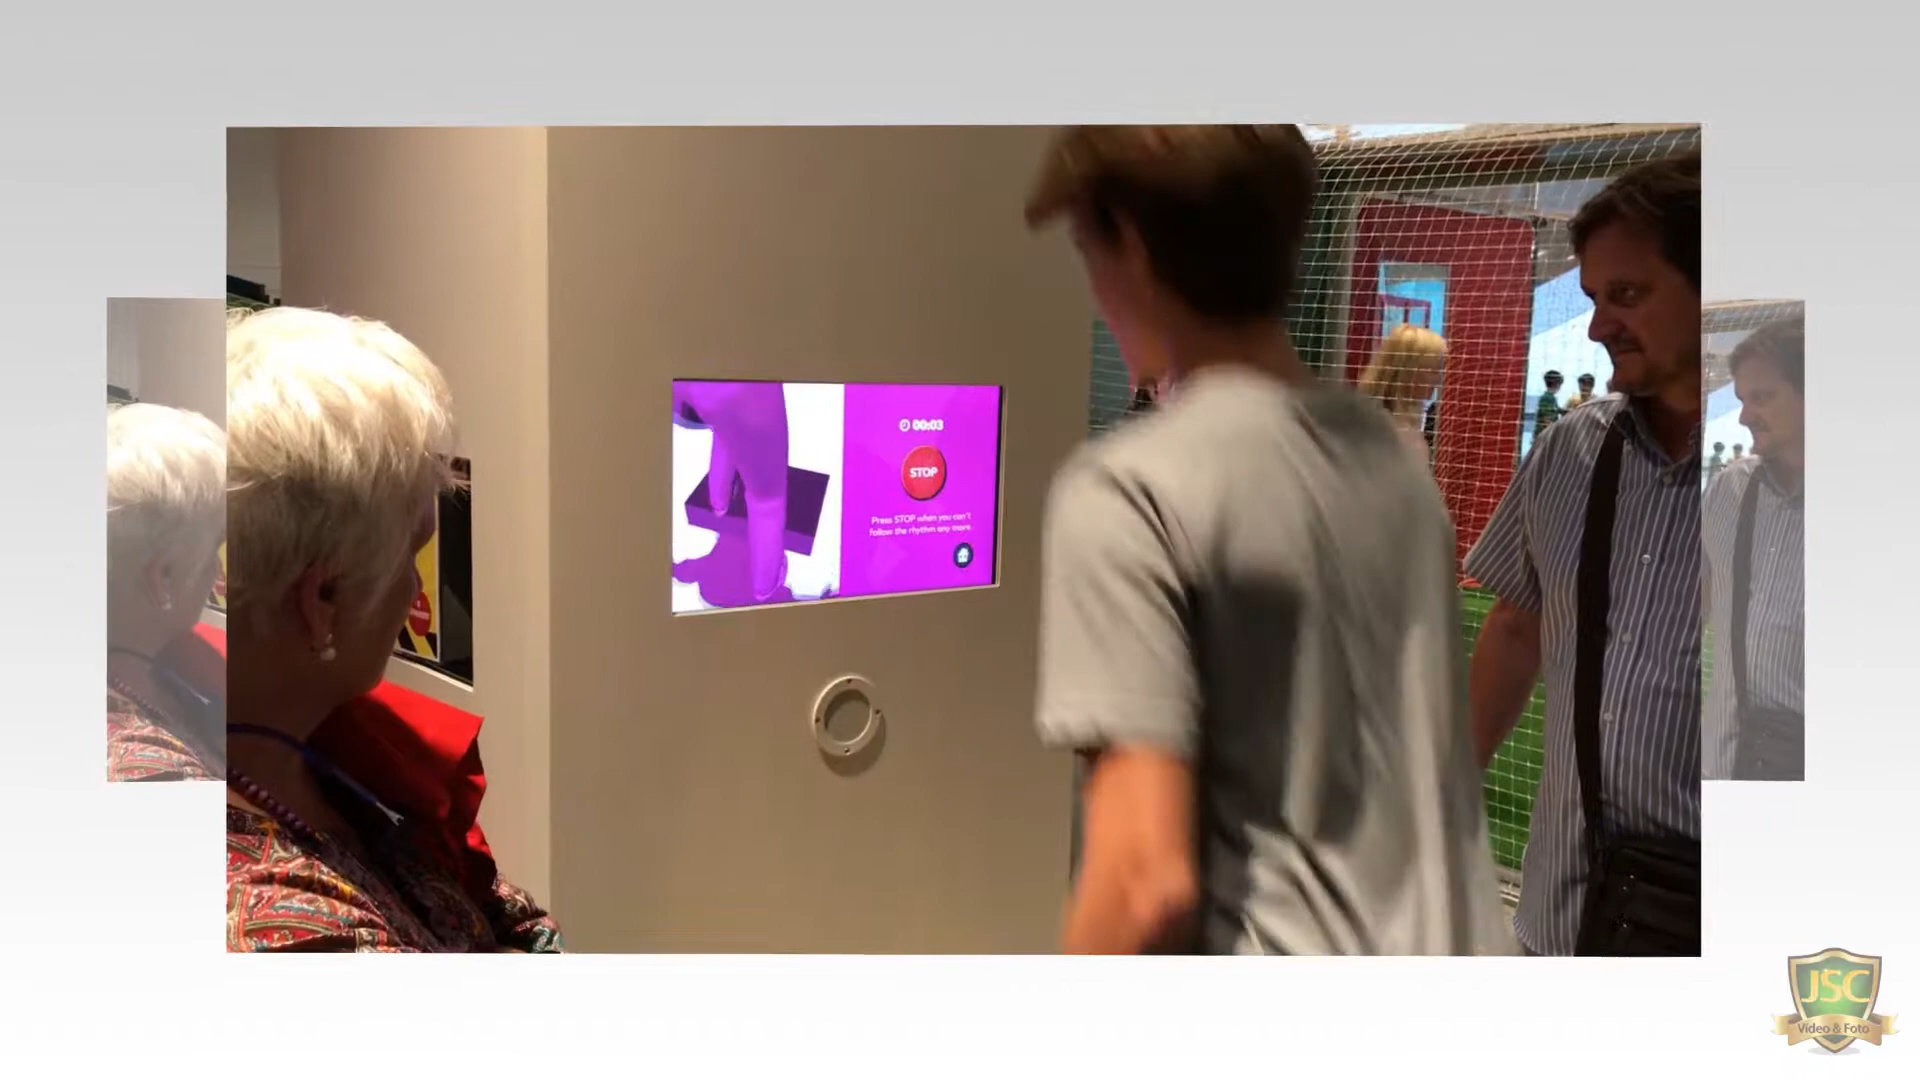 00:03
STOP
Press STOP when you can't
follow the rhythm any more.
JSC
Video & Foto